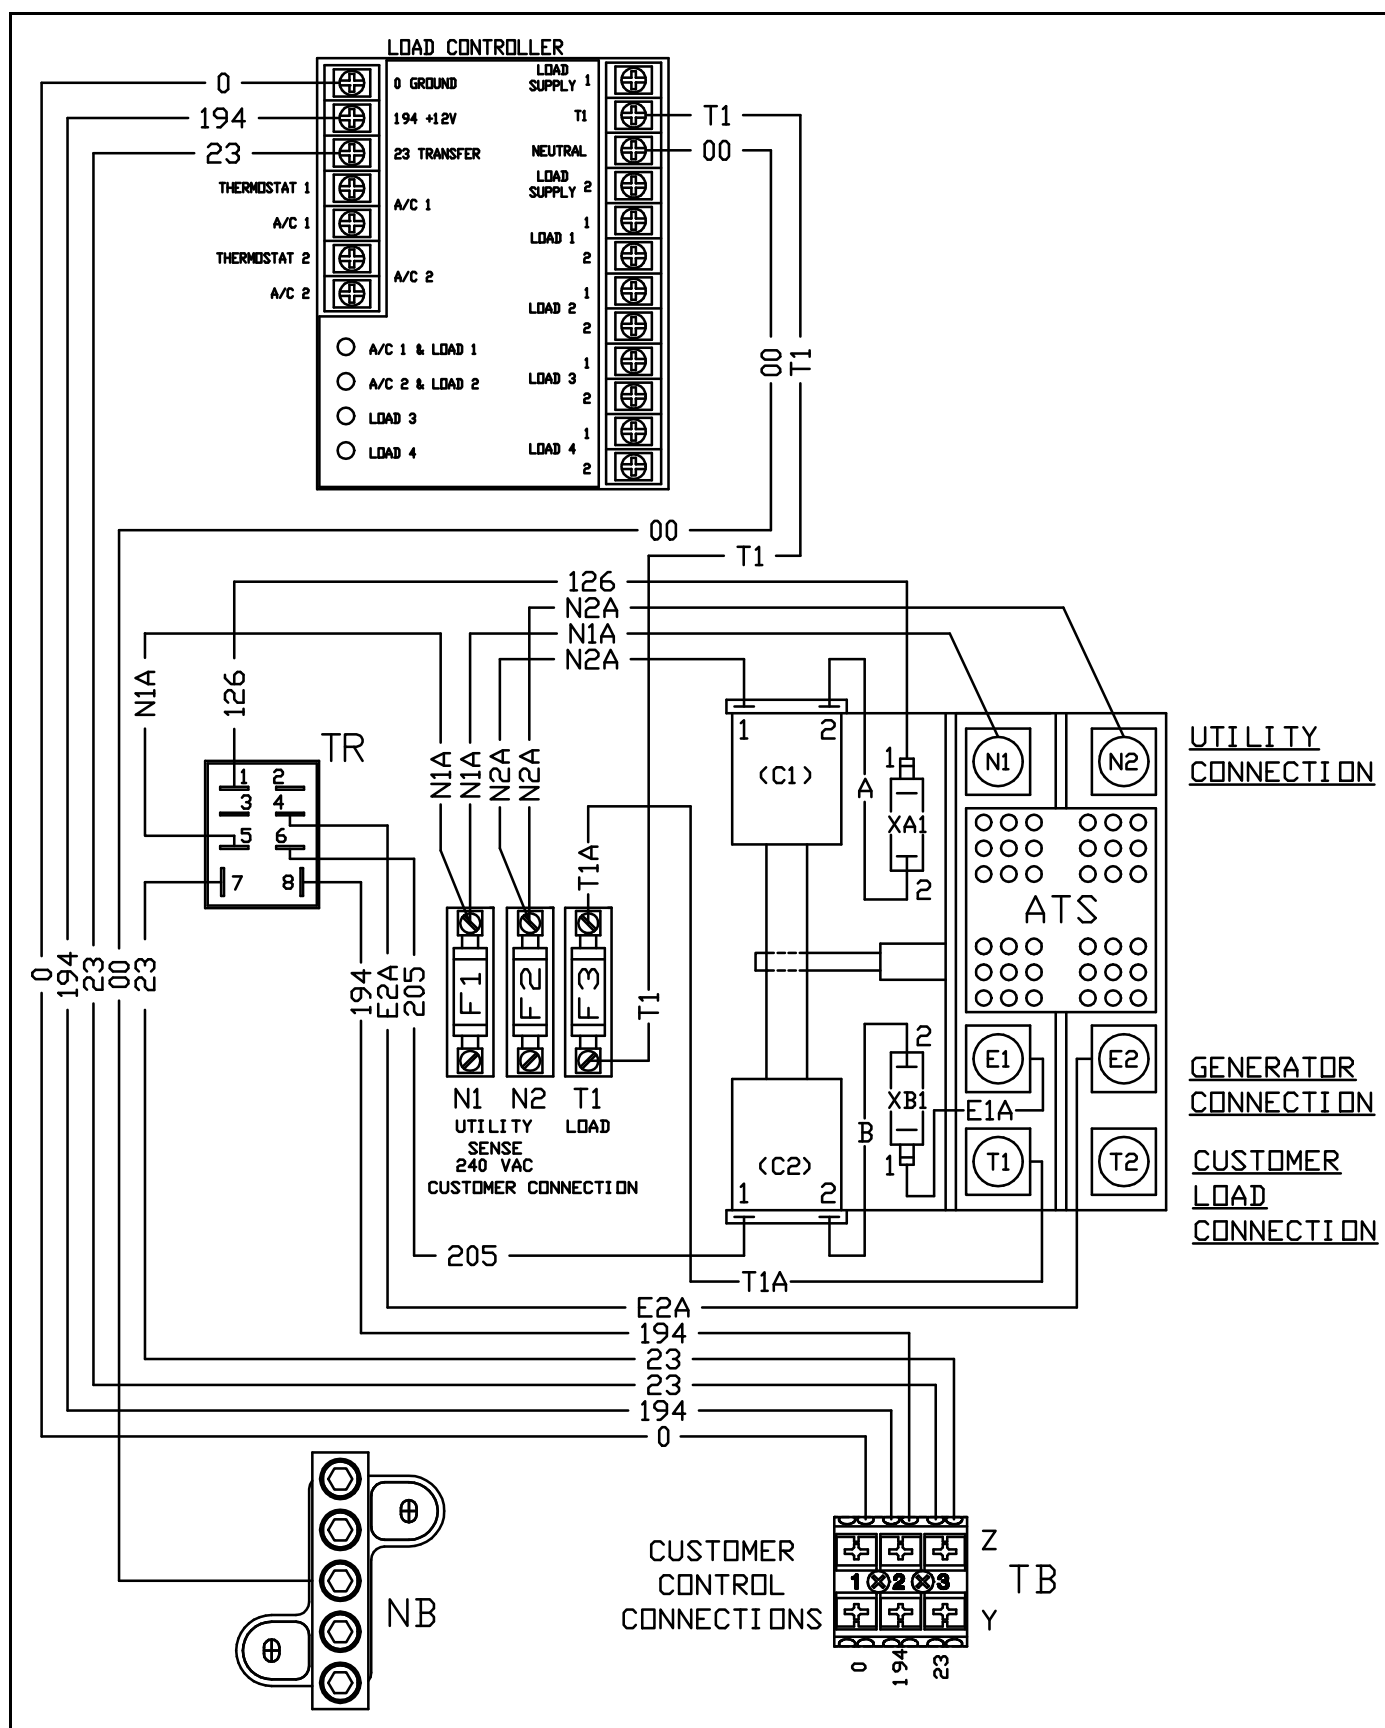 LOAD CONTROLLER
0
0 GROUND
LOAD
SUPPLY 1
194
194 +12V
T1
T1
23
23 TRANSFER
NEUTRAL
00
THERMOSTAT 1
LOAD
SUPPLY 2
A/C 1
A/C 1
1
LOAD 1
2
THERMOSTAT 2
A/C 2
A/C 2
1
LOAD 2
2
A/C 1 & LOAD 1
A/C 2 & LOAD 2
1
LOAD 3
2
LOAD 3
1
LOAD 4
2
LOAD 4
00
T1
00
T1
126
N2A
N1A
N2A
N1A
126
TR
1 2
3 4
5 6
7 8
N1A
N1A
N2A
N2A
1 2
(C1)
A
1
XA1
2
N1
N2
UTILITY
CONNECTION
ATS
T1A
0
194
23
00
23
194
E2A
205
F1
F2
F3
T1
N1 N2 T1
UTILITY
SENSE
240 VAC
CUSTOMER CONNECTION
LOAD
2
XB1
1
B
(C2)
1 2
E1
E2
E1A
T1
T2
GENERATOR
CONNECTION
CUSTOMER
LOAD
CONNECTION
205
T1A
E2A
194
23
23
194
0
NB
CUSTOMER
CONTROL
CONNECTIONS
Z
1 2 3
TB
Y
0
194
23